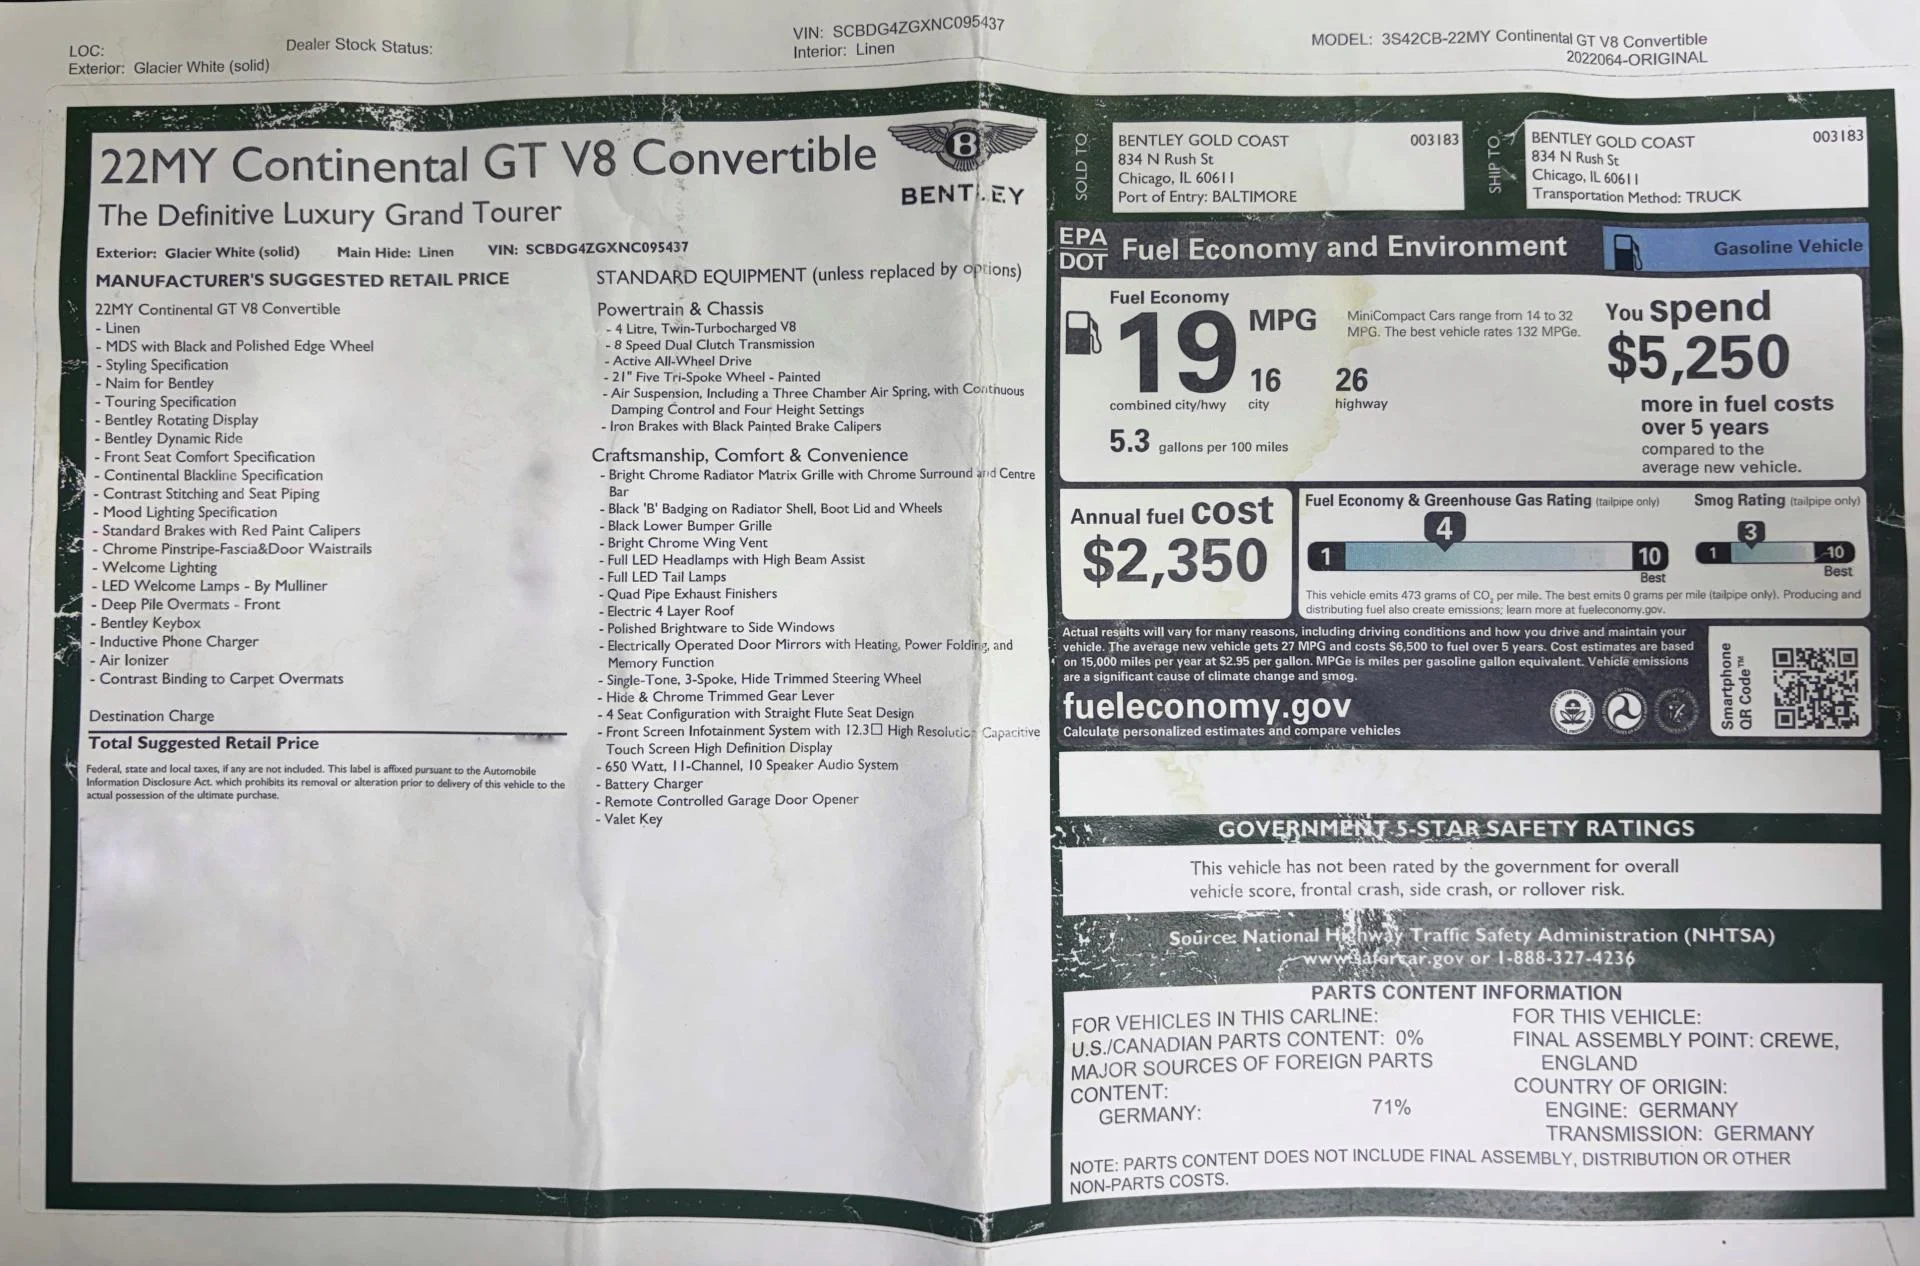 LOC:
Dealer Stock Status:
Exterior: Glacier White (solid)
VIN: SCBDG4ZGXNC095437
Interior: Linen
MODEL: 3S42CB-22MY Continental GT V8 Convertible
2022064-ORIGINAL
22MY Continental GT V8 Convertible
The Definitive Luxury Grand Tourer
B
BENTLEY
Exterior: Glacier White (solid) Main Hide: Linen VIN: SCBDG4ZGXNC095437
MANUFACTURER'S SUGGESTED RETAIL PRICE
22MY Continental GT V8 Convertible
- Linen
- MDS with Black and Polished Edge Wheel
- Styling Specification
- Naim for Bentley
- Touring Specification
- Bentley Rotating Display
- Bentley Dynamic Ride
- Front Seat Comfort Specification
- Continental Blackline Specification
- Contrast Stitching and Seat Piping
- Mood Lighting Specification
- Standard Brakes with Red Paint Calipers
- Chrome Pinstripe-Fascia&Door Waistrails
- Welcome Lighting
- LED Welcome Lamps - By Mulliner
- Deep Pile Overmats - Front
- Bentley Keybox
- Inductive Phone Charger
- Air Ionizer
- Contrast Binding to Carpet Overmats
Destination Charge
Total Suggested Retail Price
Federal, state and local taxes, if any are not included. This label is affixed pursuant to the Automobile
Information Disclosure Act. which prohibits its removal or alteration prior to delivery of this vehicle to the
actual possession of the ultimate purchase.
STANDARD EQUIPMENT (unless replaced by options)
Powertrain & Chassis
- 4 Litre, Twin-Turbocharged V8
- 8 Speed Dual Clutch Transmission
- Active All-Wheel Drive
- 21" Five Tri-Spoke Wheel - Painted
- Air Suspension, Including a Three Chamber Air Spring, with Continuous
Damping Control and Four Height Settings
- Iron Brakes with Black Painted Brake Calipers
Craftsmanship, Comfort & Convenience
- Bright Chrome Radiator Matrix Grille with Chrome Surround and Centre
Bar
- Black 'B' Badging on Radiator Shell, Boot Lid and Wheels
- Black Lower Bumper Grille
- Bright Chrome Wing Vent
- Full LED Headlamps with High Beam Assist
- Full LED Tail Lamps
- Quad Pipe Exhaust Finishers
- Electric 4 Layer Roof
- Polished Brightware to Side Windows
- Electrically Operated Door Mirrors with Heating, Power Folding, and
Memory Function
- Single-Tone, 3-Spoke, Hide Trimmed Steering Wheel
- Hide & Chrome Trimmed Gear Lever
- 4 Seat Configuration with Straight Flute Seat Design
- Front Screen Infotainment System with 12.3□ High Resolution Capacitive
Touch Screen High Definition Display
- 650 Watt, 11-Channel, 10 Speaker Audio System
- Battery Charger
- Remote Controlled Garage Door Opener
- Valet Key
SOLD TO
BENTLEY GOLD COAST 003183
834 N Rush St
Chicago, IL 60611
Port of Entry: BALTIMORE
SHIP TO
BENTLEY GOLD COAST 003183
834 N Rush St
Chicago, IL 60611
Transportation Method: TRUCK
EPA
DOT
Fuel Economy and Environment
Gasoline Vehicle
Fuel Economy
19 MPG
combined city/hwy
16
city
26
highway
5.3 gallons per 100 miles
MiniCompact Cars range from 14 to 32
MPG. The best vehicle rates 132 MPGe.
You spend
$5,250
more in fuel costs
over 5 years
compared to the
average new vehicle.
Annual fuel COST
$2,350
Fuel Economy & Greenhouse Gas Rating (tailpipe only)
4
1
10
Best
Smog Rating (tailpipe only)
3
1
10
Best
This vehicle emits 473 grams of CO2 per mile. The best emits 0 grams per mile (tailpipe only). Producing and
distributing fuel also create emissions; learn more at fueleconomy.gov.
Actual results will vary for many reasons, including driving conditions and how you drive and maintain your
vehicle. The average new vehicle gets 27 MPG and costs $6,500 to fuel over 5 years. Cost estimates are based
on 15,000 miles per year at $2.95 per gallon. MPGe is miles per gasoline gallon equivalent. Vehicle emissions
are a significant cause of climate change and smog.
fueleconomy.gov
Calculate personalized estimates and compare vehicles
Smartphone
QR Code™
GOVERNMENT 5-STAR SAFETY RATINGS
This vehicle has not been rated by the government for overall
vehicle score, frontal crash, side crash, or rollover risk.
Source: National Highway Traffic Safety Administration (NHTSA)
www.safercar.gov or 1-888-327-4236
PARTS CONTENT INFORMATION
FOR VEHICLES IN THIS CARLINE:
U.S./CANADIAN PARTS CONTENT: 0%
MAJOR SOURCES OF FOREIGN PARTS
CONTENT:
GERMANY: 71%
FOR THIS VEHICLE:
FINAL ASSEMBLY POINT: CREWE,
ENGLAND
COUNTRY OF ORIGIN:
ENGINE: GERMANY
TRANSMISSION: GERMANY
NOTE: PARTS CONTENT DOES NOT INCLUDE FINAL ASSEMBLY, DISTRIBUTION OR OTHER
NON-PARTS COSTS.